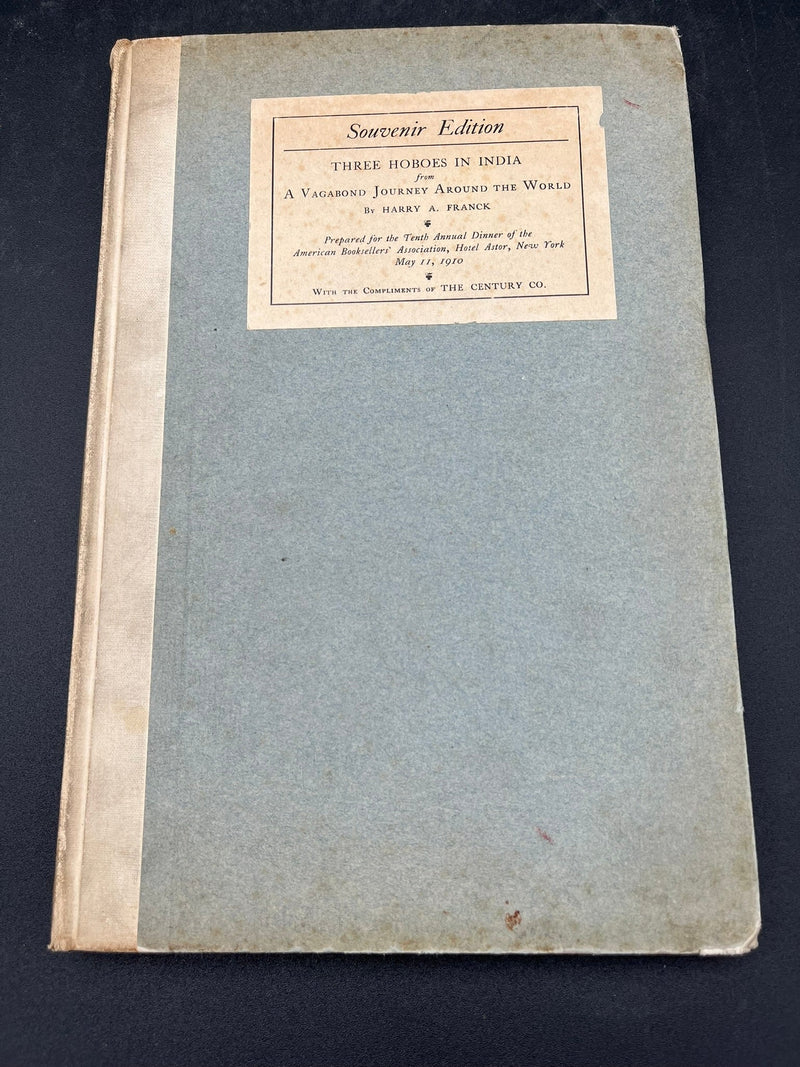 Souvenir Edition
THREE HOBOES IN INDIA
from
A VAGABOND JOURNEY AROUND THE WORLD
BY HARRY A. FRANCK
Prepared for the Tenth Annual Dinner of the
American Booksellers' Association, Hotel Astor, New York
May 11, 1910
WITH THE COMPLIMENTS OF THE CENTURY CO.